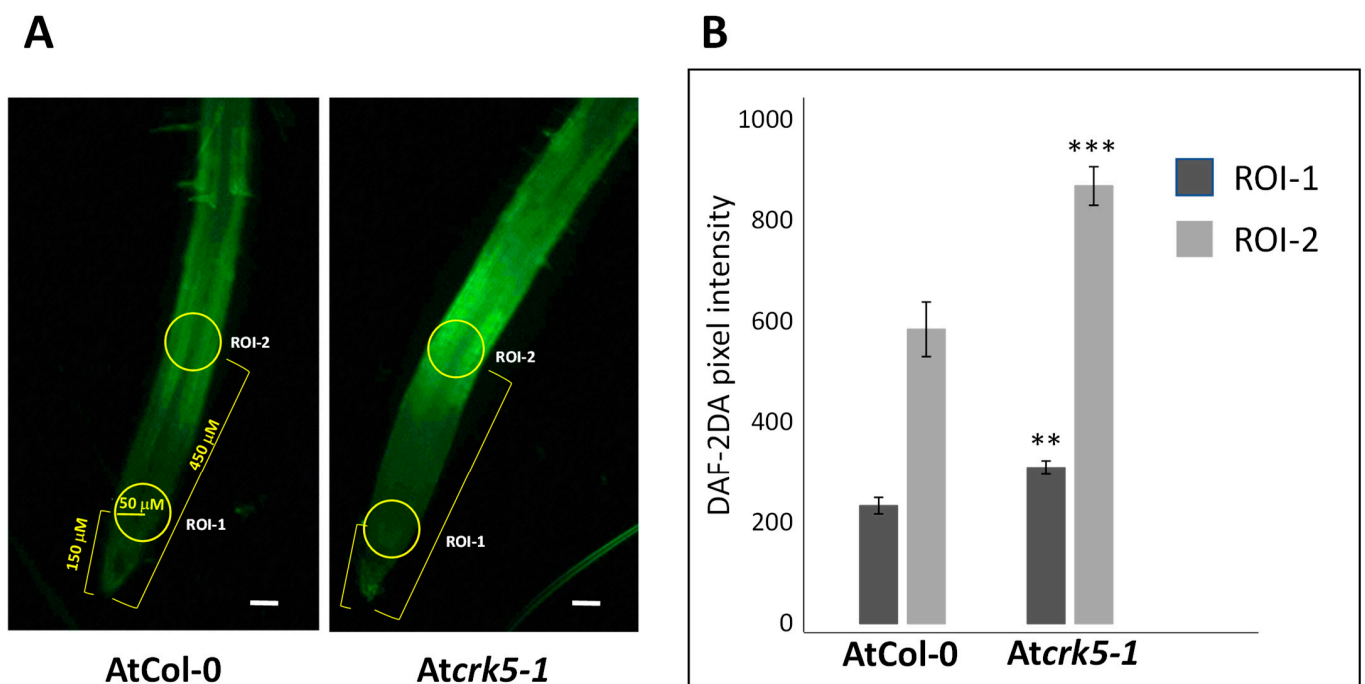 A
ROI-2
450 µM
50 µM
ROI-1
150 µM
AtCol-0
ROI-2
ROI-1
Atcrk5-1
B
DAF-2DA pixel intensity
1000
800
600
400
200
0
***
**
AtCol-0
Atcrk5-1
ROI-1
ROI-2